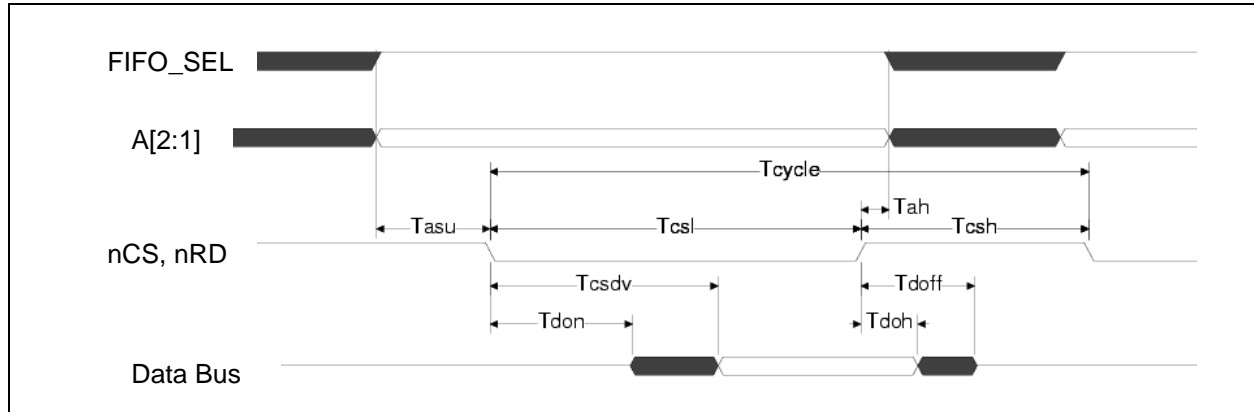 FIFO_SEL
A[2:1]
Tcycle
Tah
Tasu
Tcsl
Tcsh
nCS, nRD
Tcsdv
Tdoff
Tdon
Tdoh
Data Bus